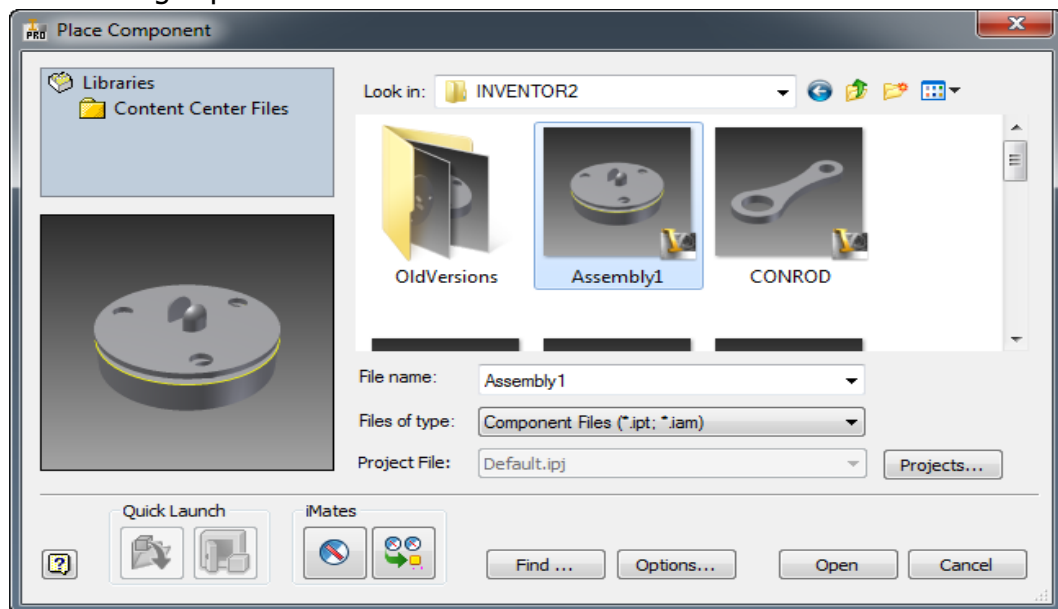 PRO Place Component
Libraries
Content Center Files
Look in: INVENTOR2
OldVersions Assembly1 CONROD
File name: Assembly1
Files of type: Component Files (*.ipt; *.iam)
Project File: Default.ipj Projects...
Quick Launch iMates
Find ... Options... Open Cancel